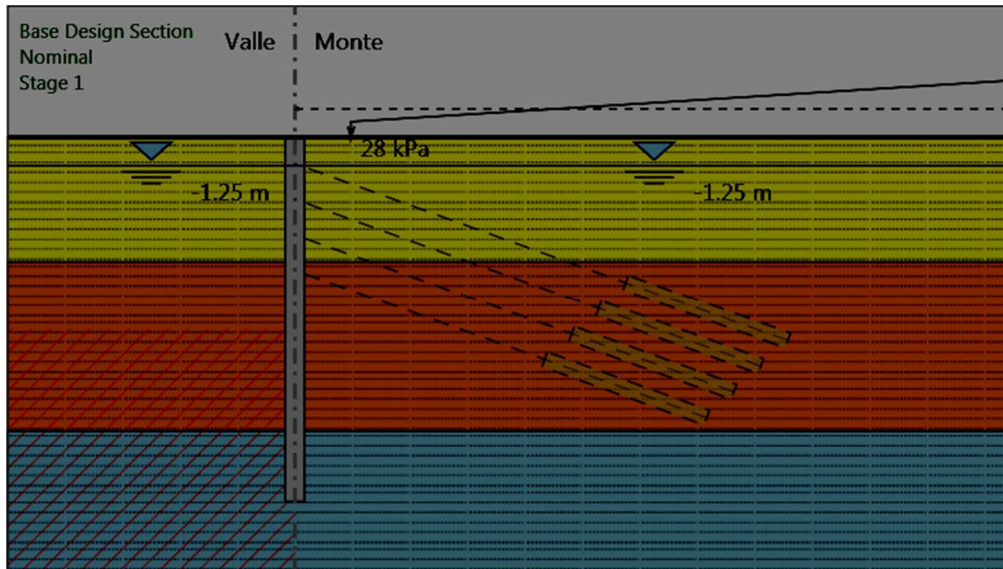 Base Design Section
Nominal
Stage 1
Valle
Monte
28 kPa
-1.25 m
-1.25 m